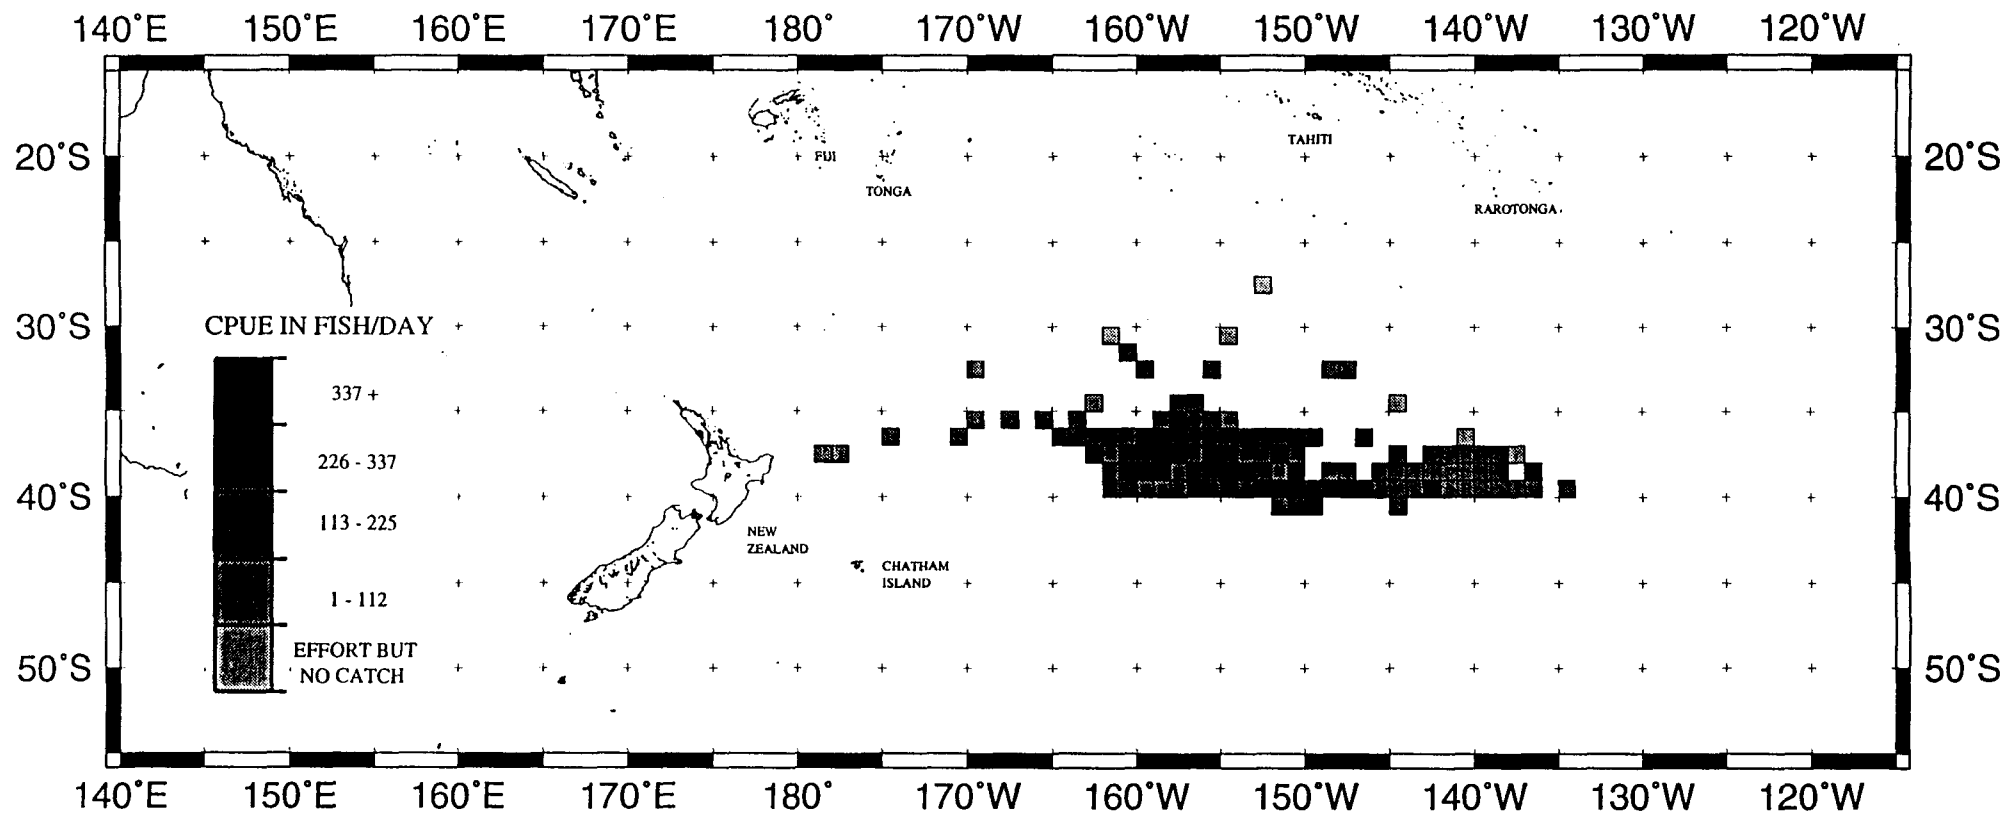 140°E 150°E 160°E 170°E 180° 170°W 160°W 150°W 140°W 130°W 120°W
TAHITI
20°S FIJI 20°S
TONGA
RAROTONGA
CPUE IN FISH/DAY
30°S 30°S
337 +
226 - 337
40°S 40°S
113 - 225
NEW
ZEALAND
CHATHAM
ISLAND
1 - 112
EFFORT BUT
NO CATCH
50°S 50°S
140°E 150°E 160°E 170°E 180° 170°W 160°W 150°W 140°W 130°W 120°W